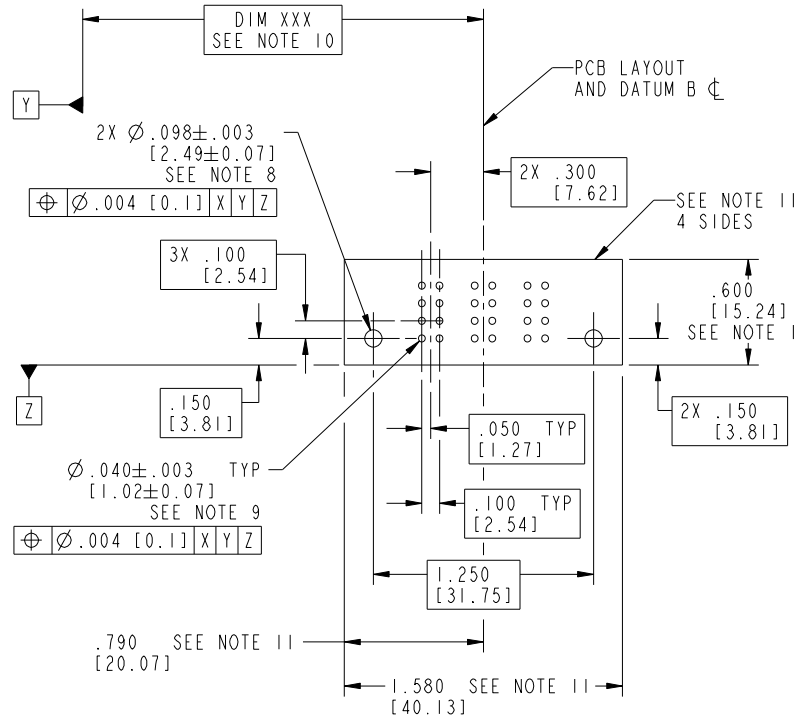 DIM XXX
SEE NOTE 10
PCB LAYOUT
AND DATUM B ℄
Y
2X Ø.098±.003
[2.49±0.07]
SEE NOTE 8
⌖ Ø.004 [0.1] X Y Z
2X .300
[7.62]
SEE NOTE 11
4 SIDES
3X .100
[2.54]
.600
[15.24]
SEE NOTE 1
Z
.150
[3.81]
2X .150
[3.81]
.050 TYP
[1.27]
Ø.040±.003 TYP
[1.02±0.07]
SEE NOTE 9
⌖ Ø.004 [0.1] X Y Z
.100 TYP
[2.54]
1.250
[31.75]
.790 SEE NOTE 11
[20.07]
1.580 SEE NOTE 11
[40.13]